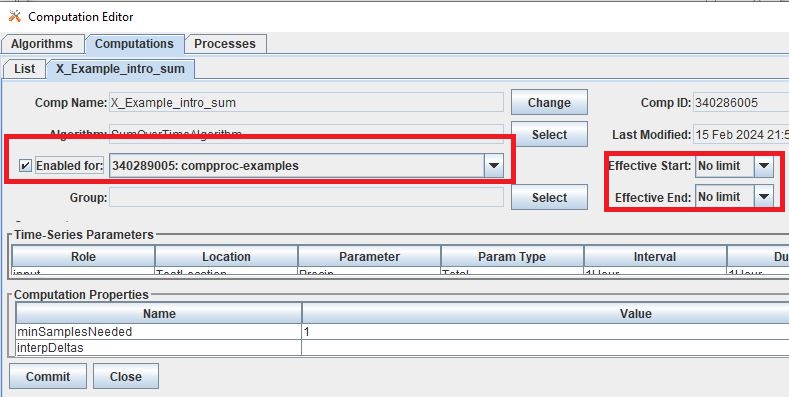 Computation Editor
Algorithms Computations Processes
List X_Example_intro_sum
Comp Name: X_Example_intro_sum Change Comp ID: 340286005
Algorithm: SumOverTimeAlgorithm Select Last Modified: 15 Feb 2024 21:5
Enabled for: 340289005: compproc-examples Effective Start: No limit
Group: Select Effective End: No limit
Time-Series Parameters
Role Location Parameter Param Type Interval Du
input TestLocation Precip Total 1Hour 1Hour
Computation Properties
Name Value
minSamplesNeeded 1
interpDeltas
Commit Close